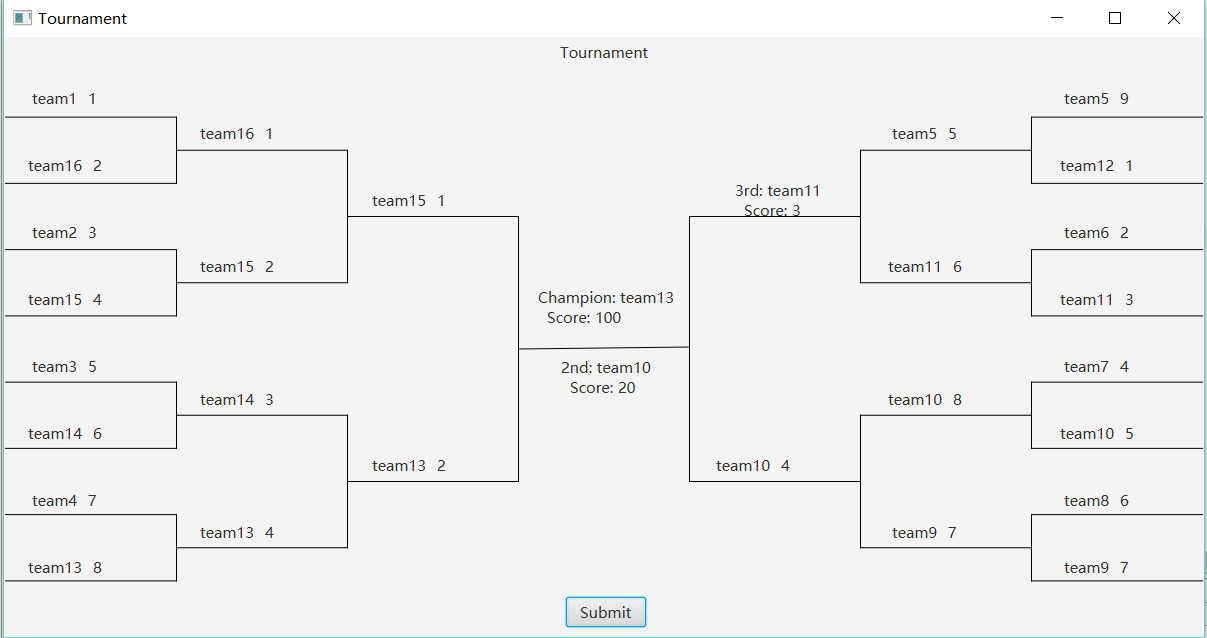 Tournament
Tournament
team1 1
team16 2
team2 3
team15 4
team3 5
team14 6
team4 7
team13 8
team16 1
team15 2
team14 3
team13 4
team15 1
team13 2
Champion: team13
Score: 100
2nd: team10
Score: 20
3rd: team11
Score: 3
team10 4
team5 5
team11 6
team10 8
team9 7
team5 9
team12 1
team6 2
team11 3
team7 4
team10 5
team8 6
team9 7
Submit